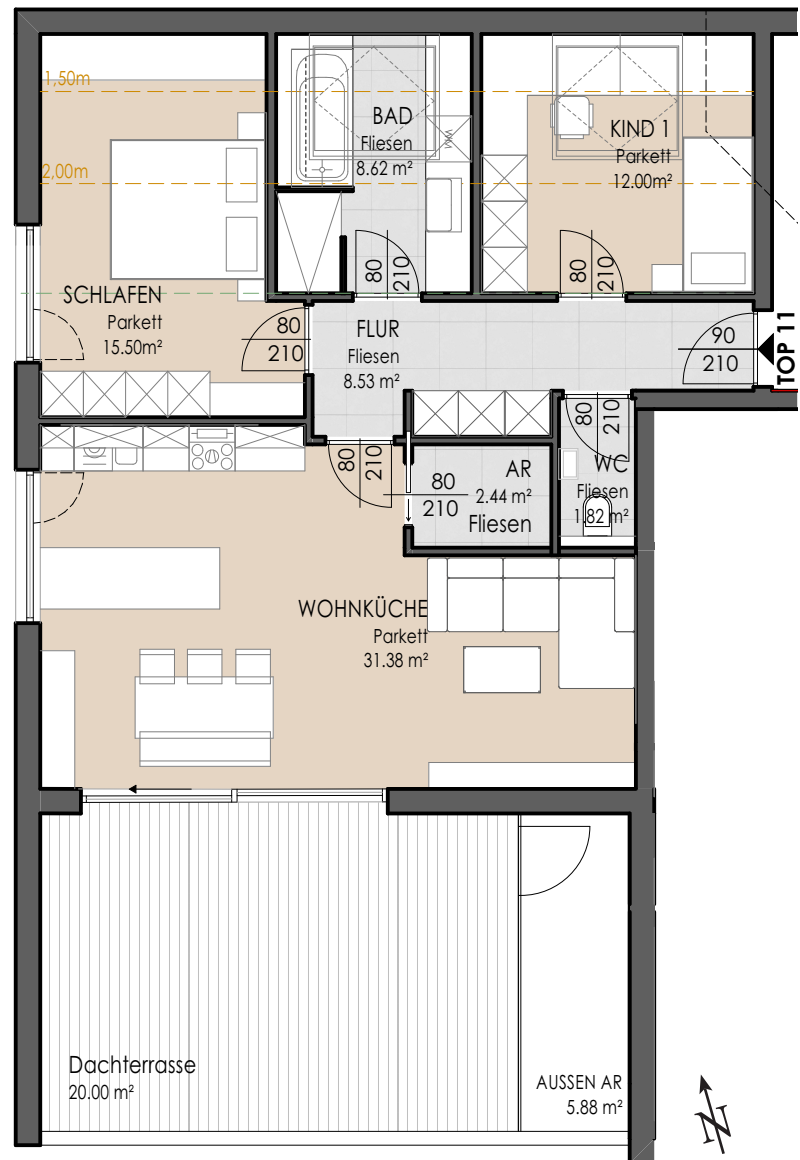 1,50m
2,00m
BAD
Fliesen
8.62 m²
WM
KIND 1
Parkett
12.00m²
80
210
80
210
SCHLAFEN
Parkett
15.50m²
80
210
FLUR
Fliesen
8.53 m²
90
210
TOP 11
80
210
80
210
AR
2.44 m²
Fliesen
80
210
WC
Fliesen
1.82 m²
WOHNKÜCHE
Parkett
31.38 m²
Dachterrasse
20.00 m²
AUSSEN AR
5.88 m²
N